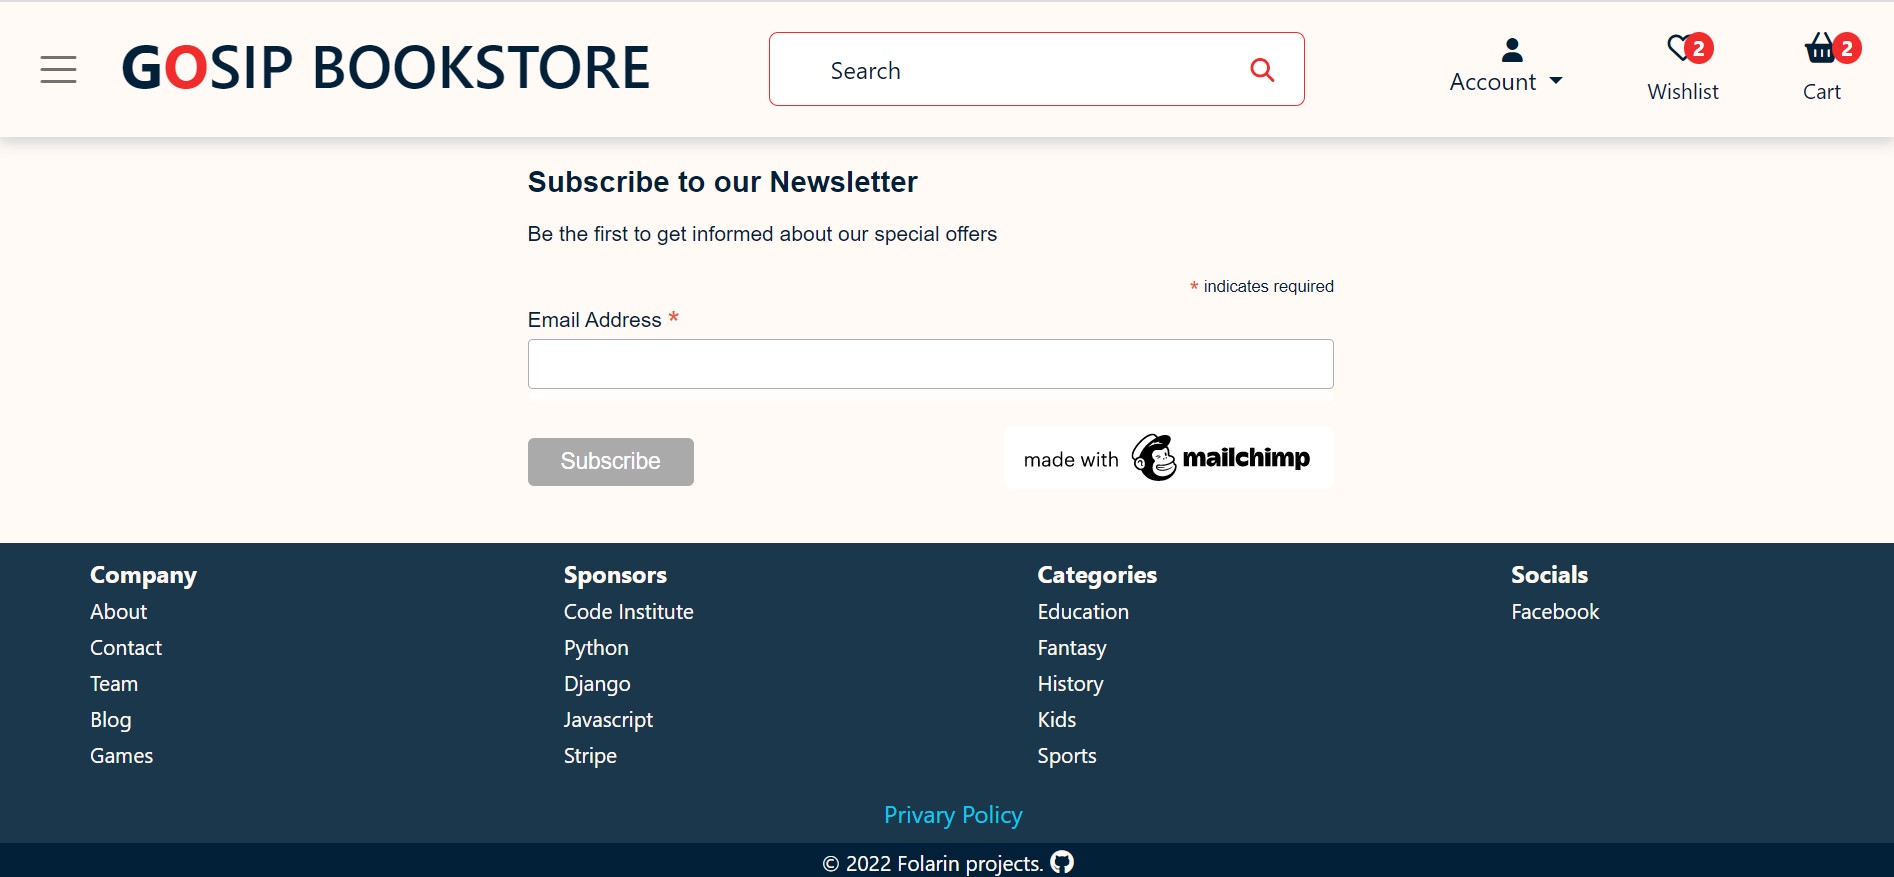 GOSIP BOOKSTORE
Search
Account
2
Wishlist
2
Cart
Subscribe to our Newsletter
Be the first to get informed about our special offers
* indicates required
Email Address *
Subscribe
made with mailchimp
Company
About
Contact
Team
Blog
Games
Sponsors
Code Institute
Python
Django
Javascript
Stripe
Categories
Education
Fantasy
History
Kids
Sports
Socials
Facebook
Privary Policy
© 2022 Folarin projects.